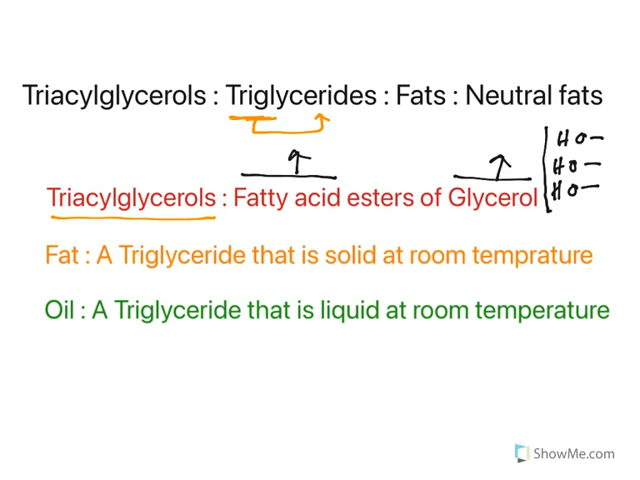 Triacylglycerols : Triglycerides : Fats : Neutral fats
HO-
HO-
HO-
Triacylglycerols : Fatty acid esters of Glycerol
Fat : A Triglyceride that is solid at room temprature
Oil : A Triglyceride that is liquid at room temperature
ShowMe.com